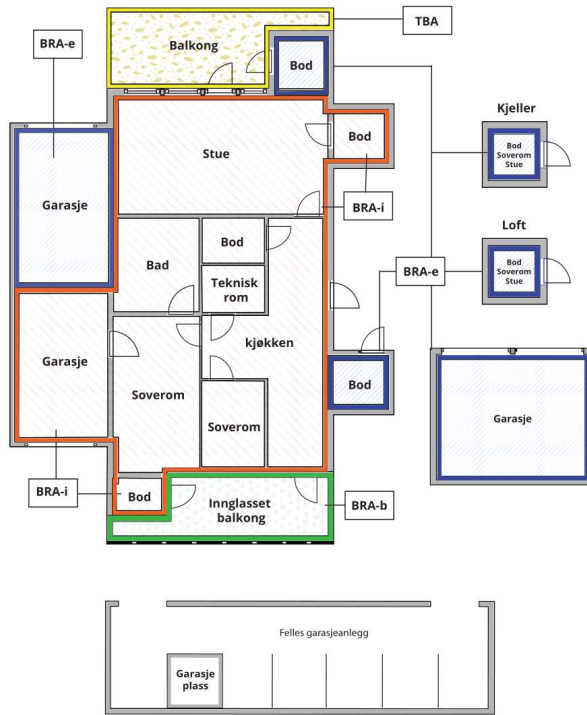 TBA
Balkong
BRA-e
Bod
Kjeller
Bod
Soverom
Stue
Bod
Stue
Garasje
BRA-i
Loft
Bod
Soverom
Stue
Bod
Bad
BRA-e
Teknisk
rom
kjøkken
Garasje
Bod
Soverom
Garasje
Soverom
BRA-i
Bod
Innglasset
balkong
BRA-b
Felles garasjeanlegg
Garasje
plass